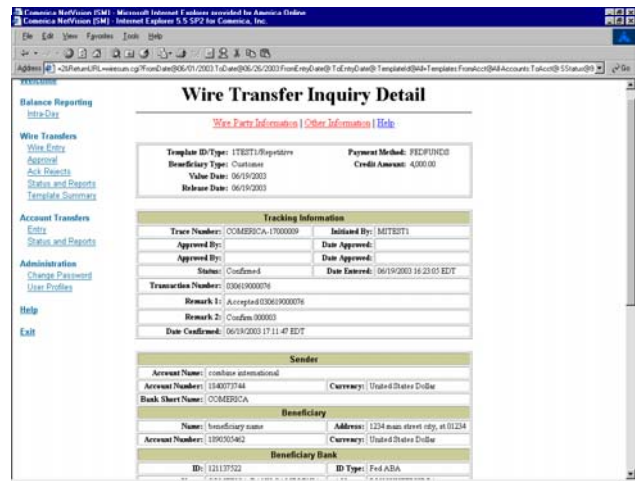 Comerica NetVision (SM) - Microsoft Internet Explorer provided by America Online
Comerica NetVision (SM) - Internet Explorer 5.5 SP2 for Comerica, Inc.
File Edit View Favorites Tools Help
Address
Go
Welcome
Balance Reporting
Intra-Day
Wire Transfers
Wire Entry
Approval
Ack Rejects
Status and Reports
Template Summary
Account Transfers
Entry
Status and Reports
Administration
Change Password
User Profiles
Help
Exit
Wire Transfer Inquiry Detail
Wire Party Information | Other Information | Help
Template ID/Type: 1TEST1/Repetitive Payment Method: FEDFUNDS
Beneficiary Type: Customer Credit Amount: 4,000.00
Value Date: 06/19/2003
Release Date: 06/19/2003
Tracking Information
Trace Number: COMERICA-17000009 Initiated By: MITEST1
Approved By: Date Approved:
Approved By: Date Approved:
Status: Confirmed Date Entered: 06/19/2003 16:23:05 EDT
Transaction Number: 030619000076
Remark 1: Accepted 030619000076
Remark 2: Confirm 000003
Date Confirmed: 06/19/2003 17:11:47 EDT
Sender
Account Name: combine international
Account Number: 1840073744 Currency: United States Dollar
Bank Short Name: COMERICA
Beneficiary
Name: beneficiary name Address: 1234 main street city, st 01234
Account Number: 1890505462 Currency: United States Dollar
Beneficiary Bank
ID: 121137522 ID Type: Fed ABA